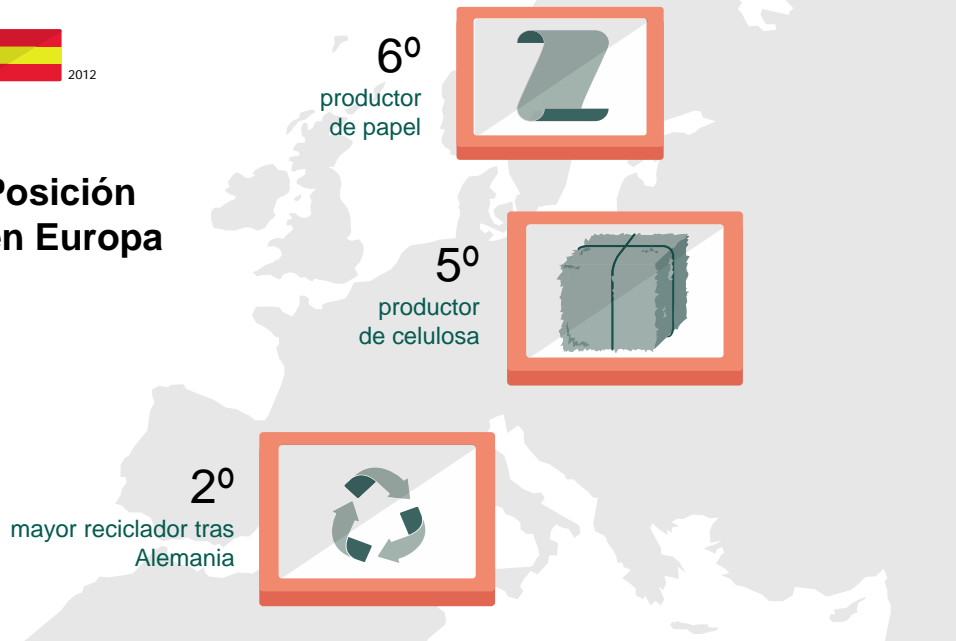 2012
6º
productor
de papel
Posición
en Europa
5º
productor
de celulosa
2º
mayor reciclador tras
Alemania